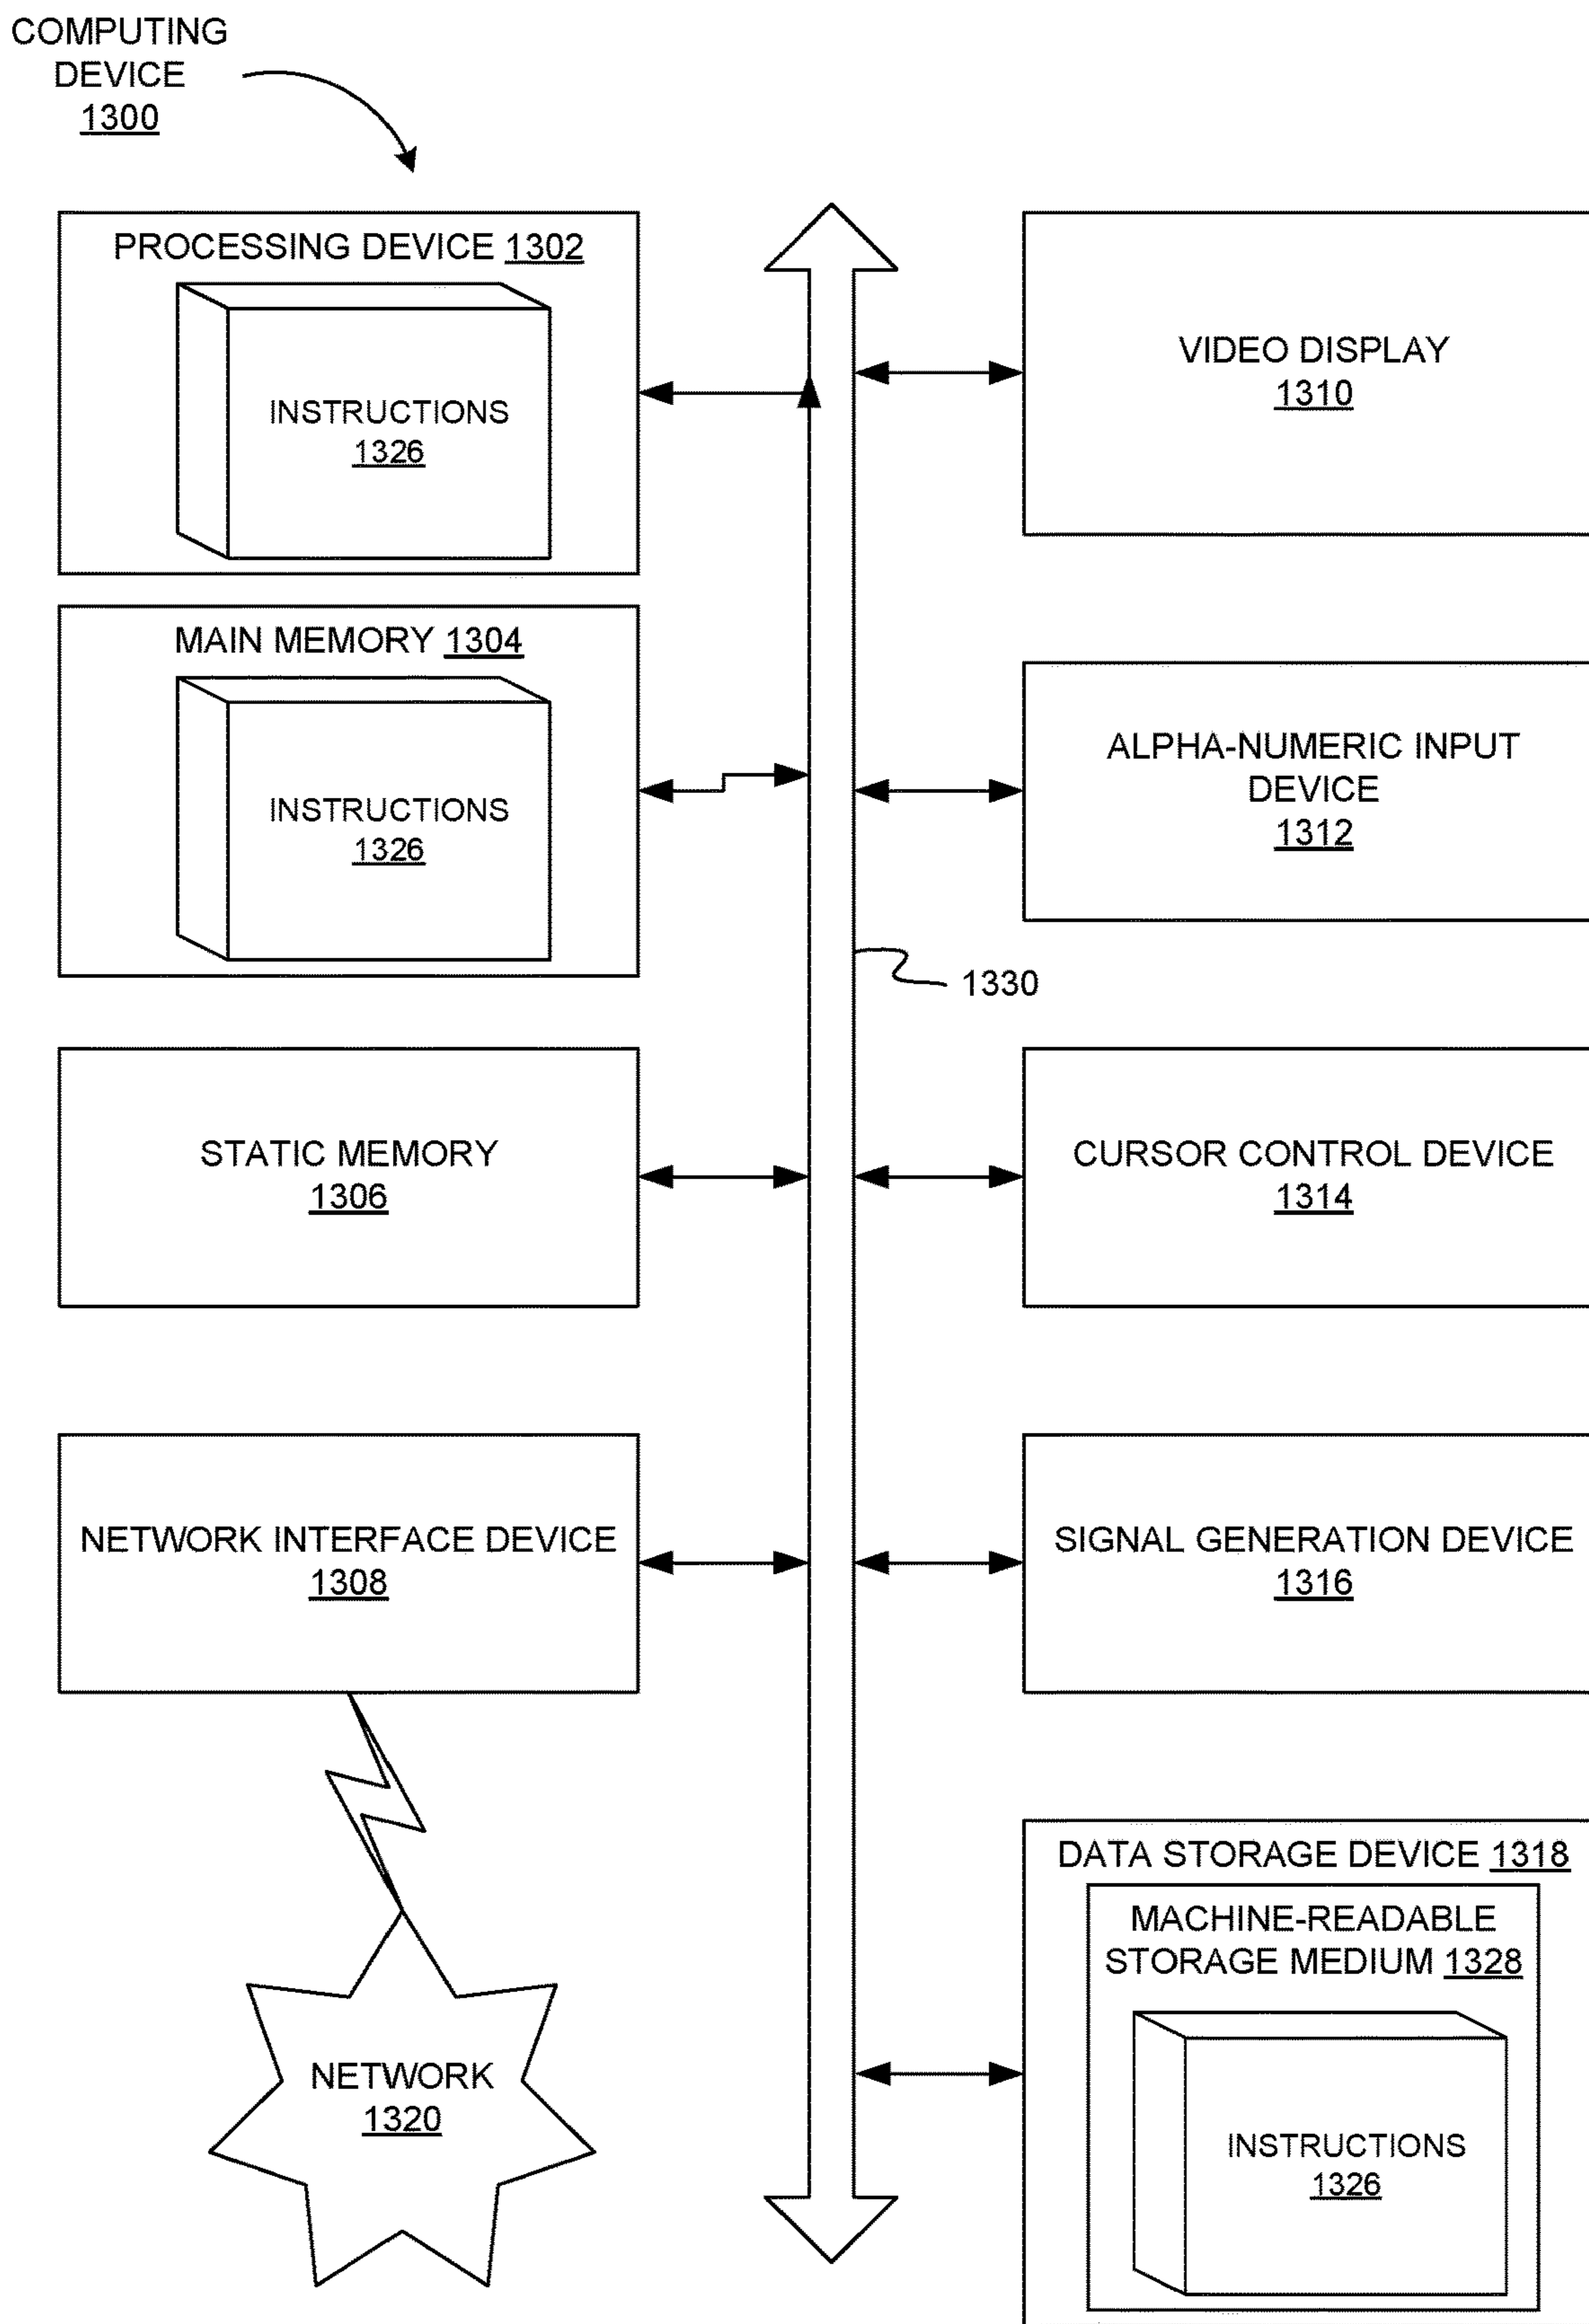 COMPUTING
DEVICE
1300
PROCESSING DEVICE 1302
INSTRUCTIONS
1326
MAIN MEMORY 1304
INSTRUCTIONS
1326
STATIC MEMORY
1306
NETWORK INTERFACE DEVICE
1308
NETWORK
1320
1330
VIDEO DISPLAY
1310
ALPHA-NUMERIC INPUT
DEVICE
1312
CURSOR CONTROL DEVICE
1314
SIGNAL GENERATION DEVICE
1316
DATA STORAGE DEVICE 1318
MACHINE-READABLE
STORAGE MEDIUM 1328
INSTRUCTIONS
1326